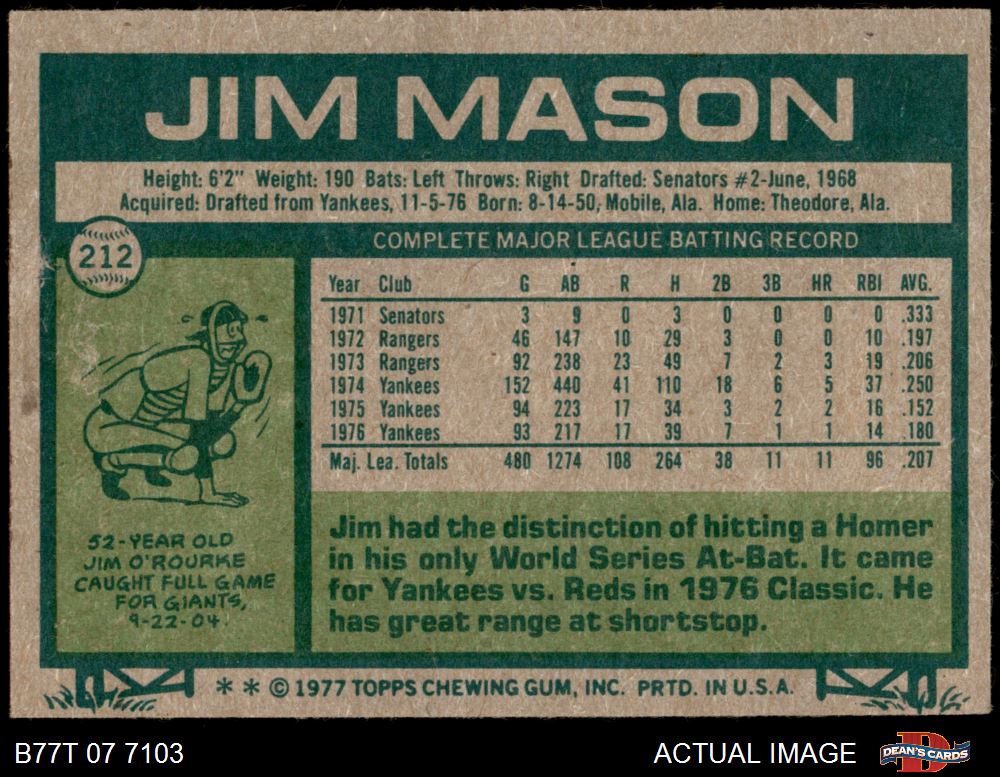 JIM MASON
Height: 6'2" Weight: 190 Bats: Left Throws: Right Drafted: Senators #2-June, 1968
Acquired: Drafted from Yankees, 11-5-76 Born: 8-14-50, Mobile, Ala. Home: Theodore, Ala.
212
COMPLETE MAJOR LEAGUE BATTING RECORD
Year Club G AB R H 2B 3B HR RBI AVG.
1971 Senators 3 9 0 3 0 0 0 0 .333
1972 Rangers 46 147 10 29 3 0 0 10 .197
1973 Rangers 92 238 23 49 7 2 3 19 .206
1974 Yankees 152 440 41 110 18 6 5 37 .250
1975 Yankees 94 223 17 34 3 2 2 16 .152
1976 Yankees 93 217 17 39 7 1 1 14 .180
Maj. Lea. Totals 480 1274 108 264 38 11 11 96 .207
52-YEAR OLD
JIM O'ROURKE
CAUGHT FULL GAME
FOR GIANTS,
9-22-04.
Jim had the distinction of hitting a Homer
in his only World Series At-Bat. It came
for Yankees vs. Reds in 1976 Classic. He
has great range at shortstop.
* * © 1977 TOPPS CHEWING GUM, INC. PRTD. IN U.S.A.
B77T 07 7103
ACTUAL IMAGE
DEAN'S CARDS